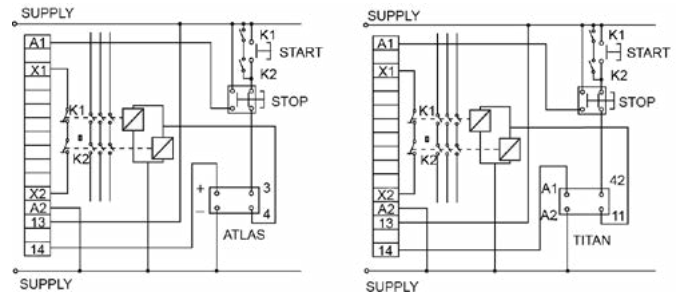 SUPPLY
A1
X1
X2
A2
13
14
K1
K2
K1
START
K2
STOP
+
–
3
4
ATLAS
SUPPLY
SUPPLY
A1
X1
X2
A2
13
14
K1
K2
K1
START
K2
STOP
A1
A2
42
11
TITAN
SUPPLY